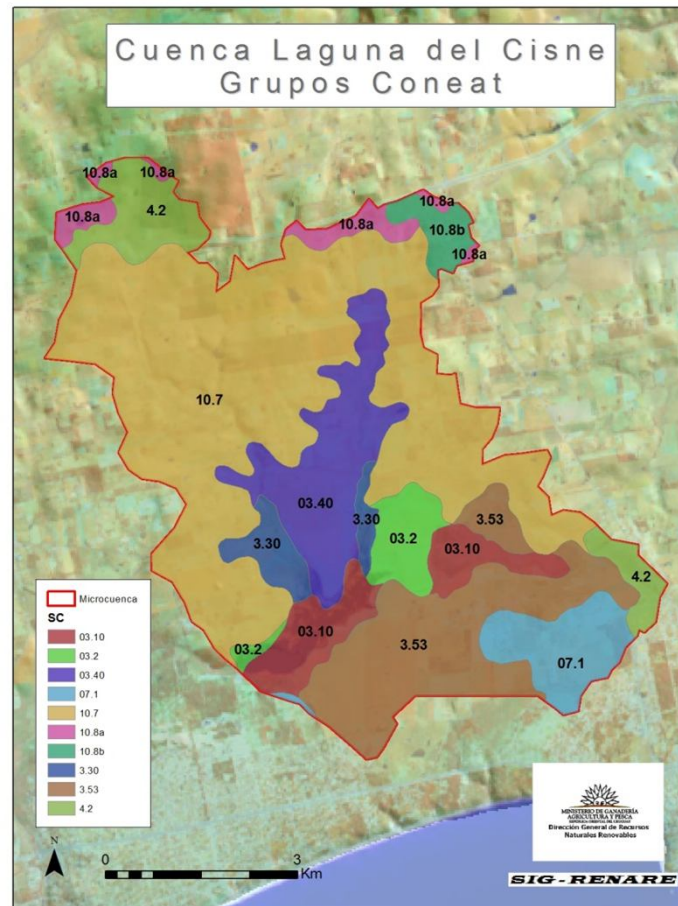 Cuenca Laguna del Cisne
Grupos Coneat
10.8a
10.8a
10.8a
4.2
10.8a
10.8a
10.8b
10.8a
10.7
03.40
3.30
3.30
03.2
3.53
03.10
4.2
03.10
03.2
3.53
07.1
Microcuenca
SC
03.10
03.2
03.40
07.1
10.7
10.8a
10.8b
3.30
3.53
4.2
N
0
3
Km
MINISTERIO DE GANADERÍA
AGRICULTURA Y PESCA
REPÚBLICA ORIENTAL DEL URUGUAY
Dirección General de Recursos
Naturales Renovables
SIG-RENARE